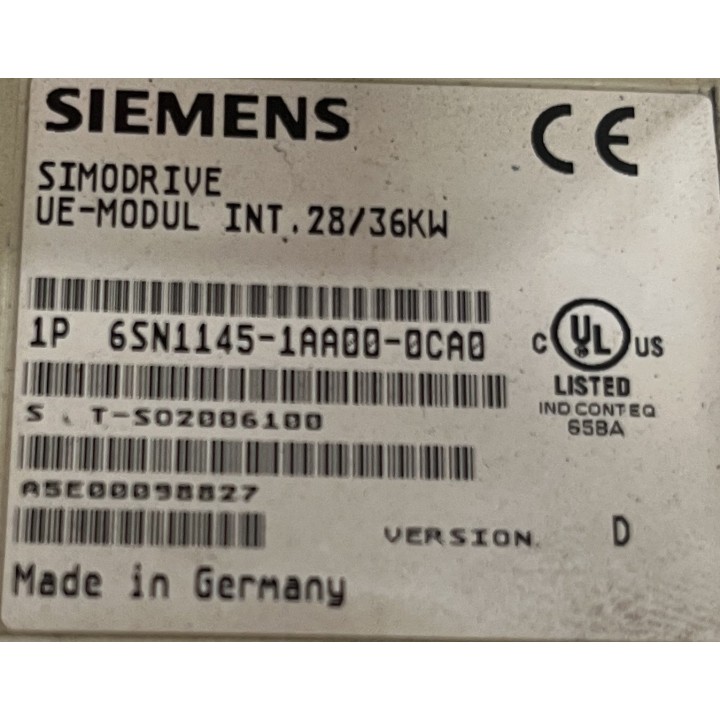 SIEMENS
CE
SIMODRIVE
UE-MODUL INT. 28/36KW
1P 6SN1145-1AA00-0CA0
C UL US
LISTED
IND CONT EQ
65BA
S T-S02006100
A5E00098827
VERSION D
Made in Germany